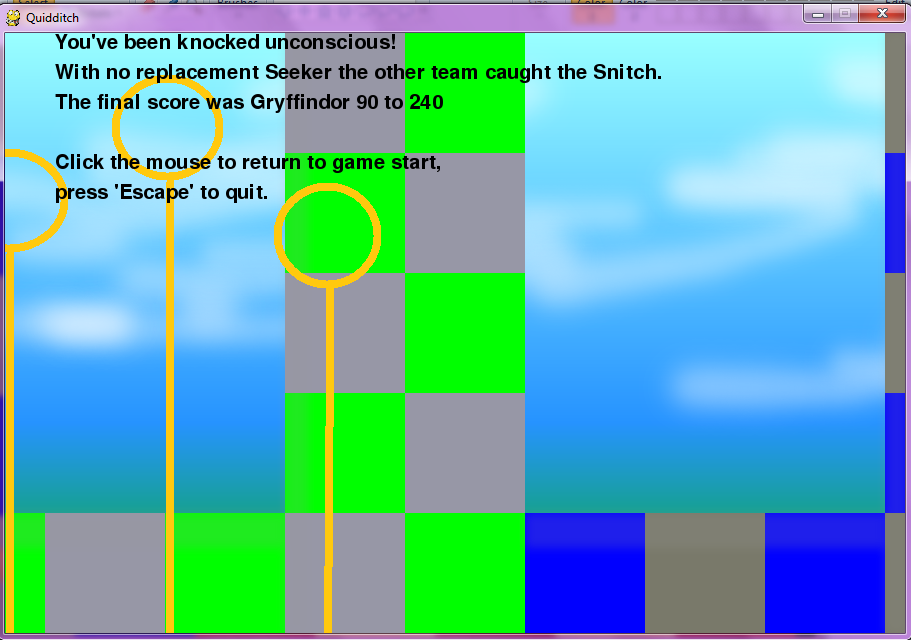 Quidditch
You've been knocked unconscious!
With no replacement Seeker the other team caught the Snitch.
The final score was Gryffindor 90 to 240
Click the mouse to return to game start,
press 'Escape' to quit.